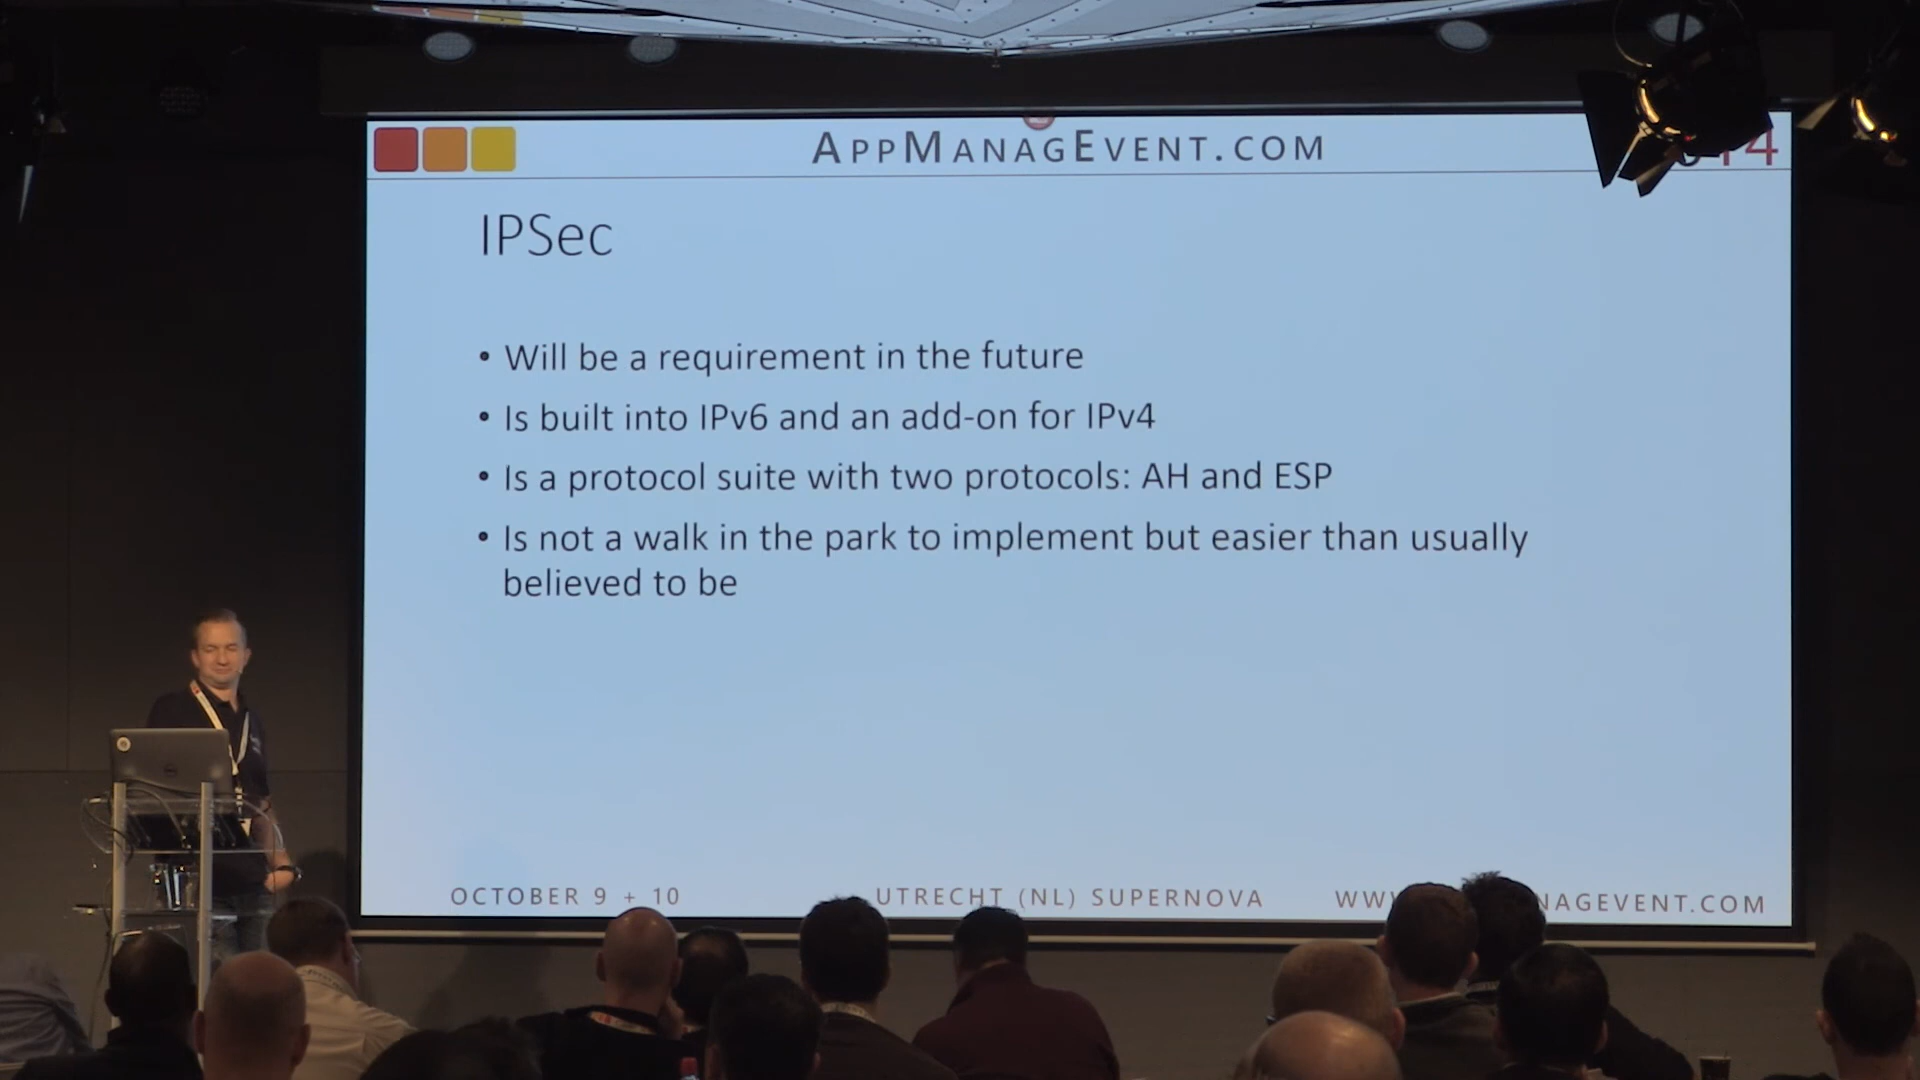 APPMANAGEVENT.COM
IPSec
• Will be a requirement in the future
• Is built into IPv6 and an add-on for IPv4
• Is a protocol suite with two protocols: AH and ESP
• Is not a walk in the park to implement but easier than usually
believed to be
OCTOBER 9 + 10
UTRECHT (NL) SUPERNOVA